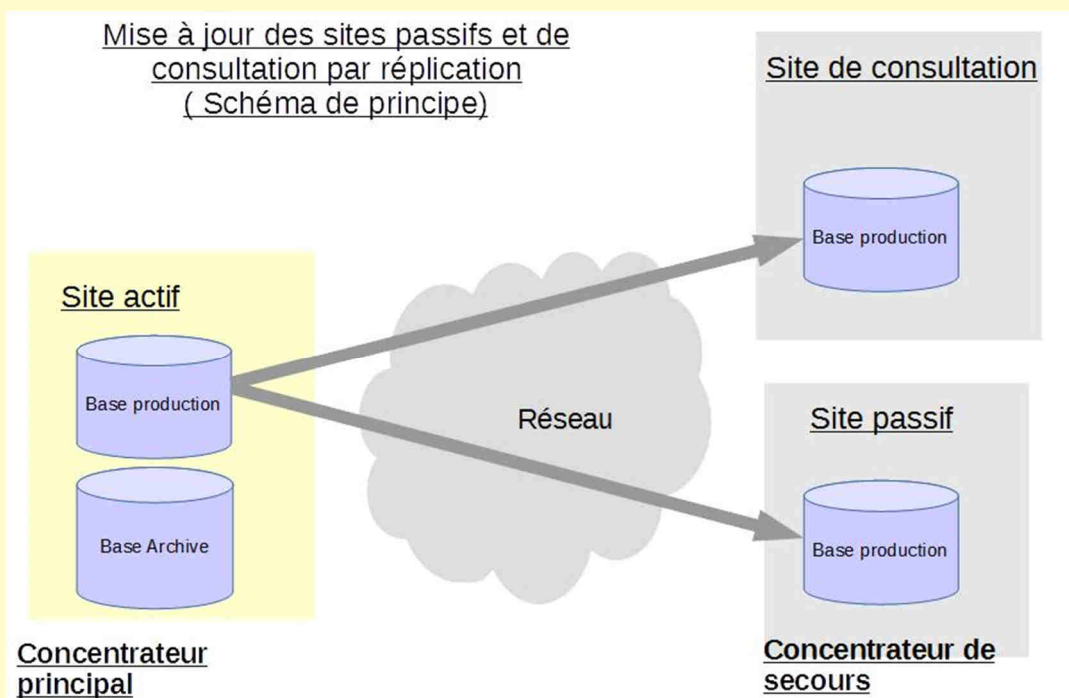 Mise à jour des sites passifs et de
consultation par réplication
( Schéma de principe)
Site de consultation
Base production
Site actif
Base production
Base Archive
Réseau
Site passif
Base production
Concentrateur
principal
Concentrateur de
secours